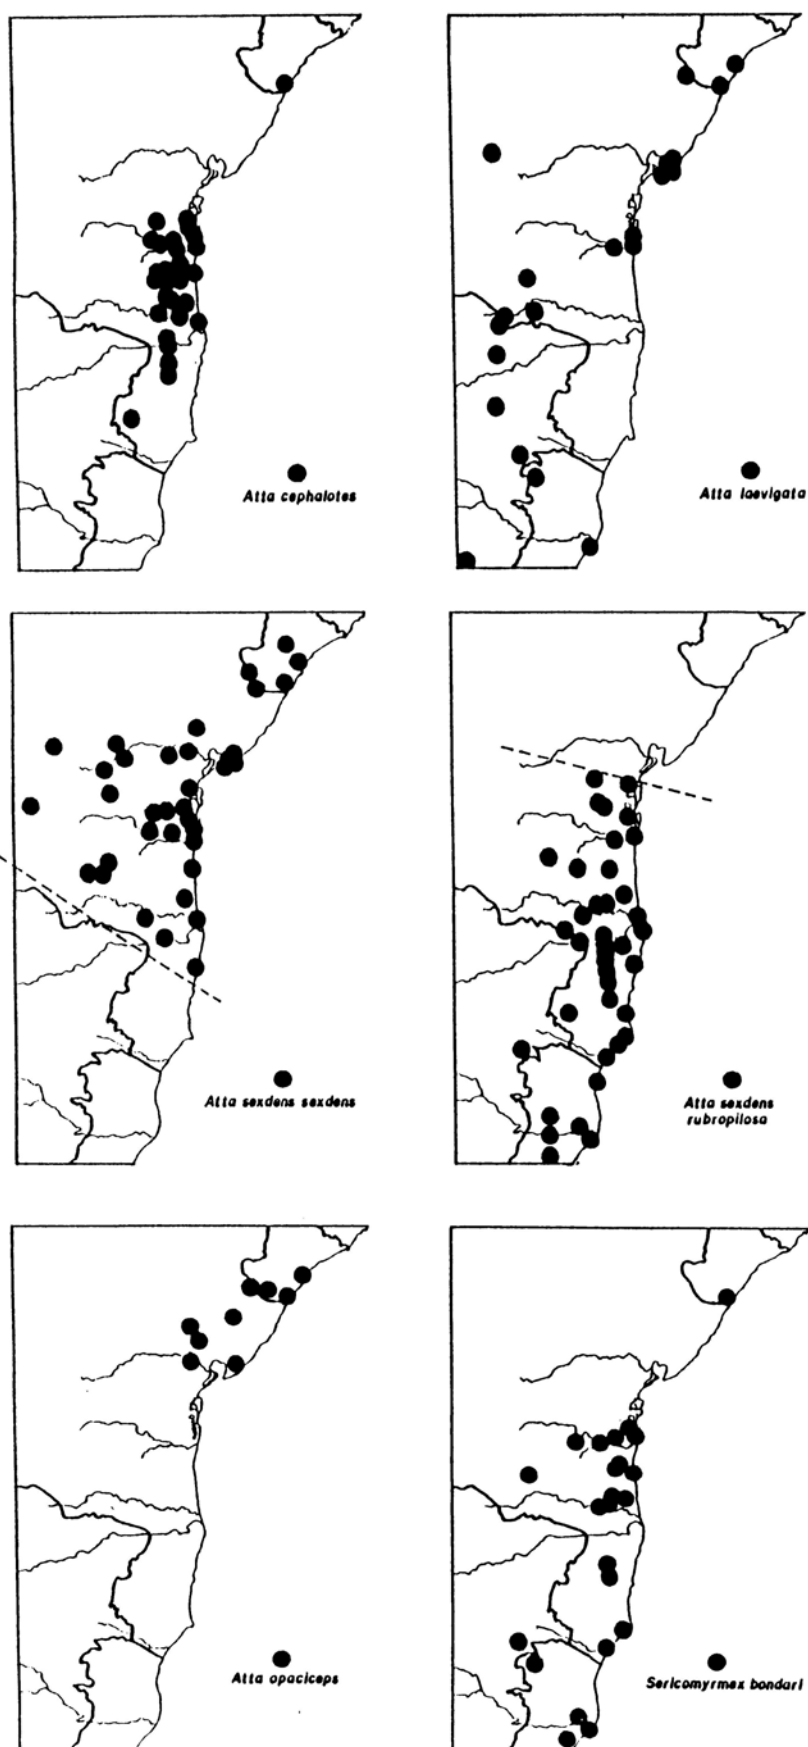 Atta cephalotes
Atta laevigata
Atta sexdens sexdens
Atta sexdens
rubropilosa
Atta opaciceps
Sericomyrmex bondari